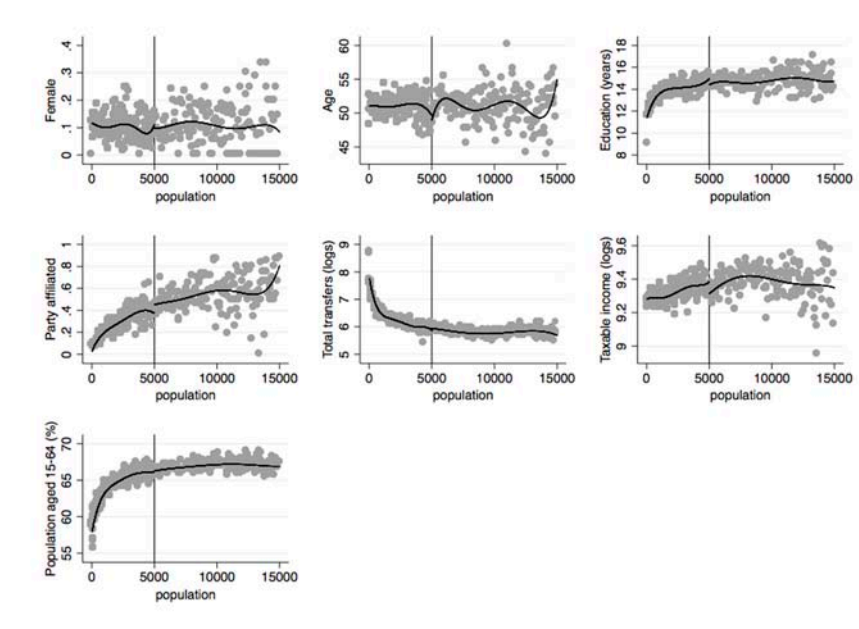 Female
.4
.3
.2
.1
0
0 5000 10000 15000
population
Age
60
55
50
45
0 5000 10000 15000
population
Education (years)
18
16
14
12
10
8
0 5000 10000 15000
population
Party affiliated
1
.8
.6
.4
.2
0
0 5000 10000 15000
population
Total transfers (logs)
9
8
7
6
5
0 5000 10000 15000
population
Taxable income (logs)
9.6
9.4
9.2
9
0 5000 10000 15000
population
Population aged 15-64 (%)
70
65
60
55
0 5000 10000 15000
population